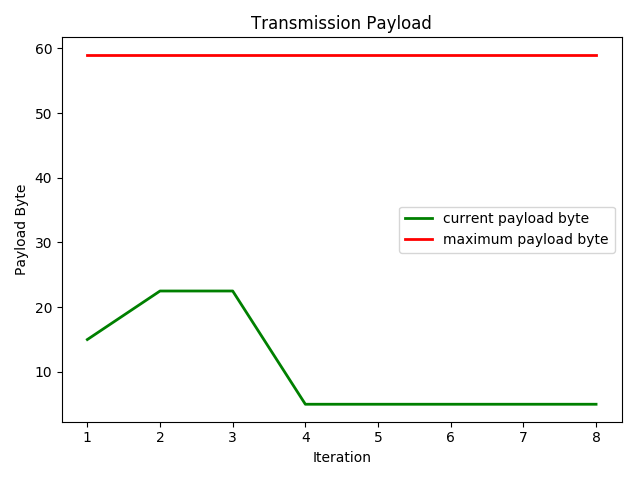 Transmission Payload
60
50
40
30
20
10
Payload Byte
current payload byte
maximum payload byte
1 2 3 4 5 6 7 8
Iteration